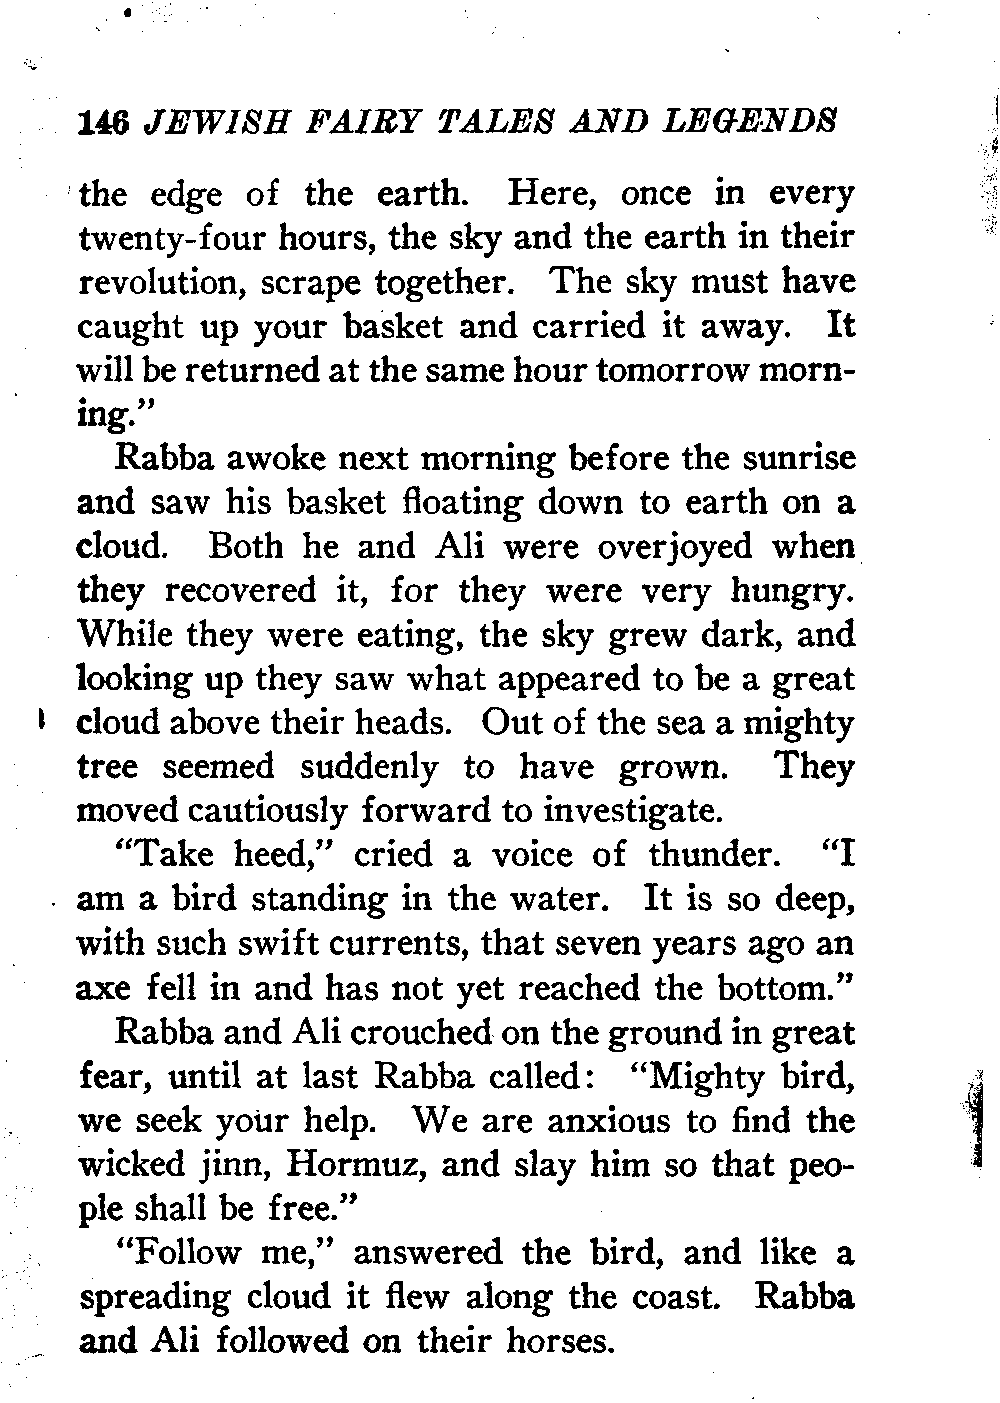 146 JEWISH FAIRY TALES AND LEGENDS
the edge of the earth. Here, once in every
twenty-four hours, the sky and the earth in their
revolution, scrape together. The sky must have
caught up your basket and carried it away. It
will be returned at the same hour tomorrow morn-
ing."
Rabba awoke next morning before the sunrise
and saw his basket floating down to earth on a
cloud. Both he and Ali were overjoyed when
they recovered it, for they were very hungry.
While they were eating, the sky grew dark, and
looking up they saw what appeared to be a great
cloud above their heads. Out of the sea a mighty
tree seemed suddenly to have grown. They
moved cautiously forward to investigate.
"Take heed," cried a voice of thunder. "I
am a bird standing in the water. It is so deep,
with such swift currents, that seven years ago an
axe fell in and has not yet reached the bottom."
Rabba and Ali crouched on the ground in great
fear, until at last Rabba called: "Mighty bird,
we seek your help. We are anxious to find the
wicked jinn, Hormuz, and slay him so that peo-
ple shall be free."
"Follow me," answered the bird, and like a
spreading cloud it flew along the coast. Rabba
and Ali followed on their horses.